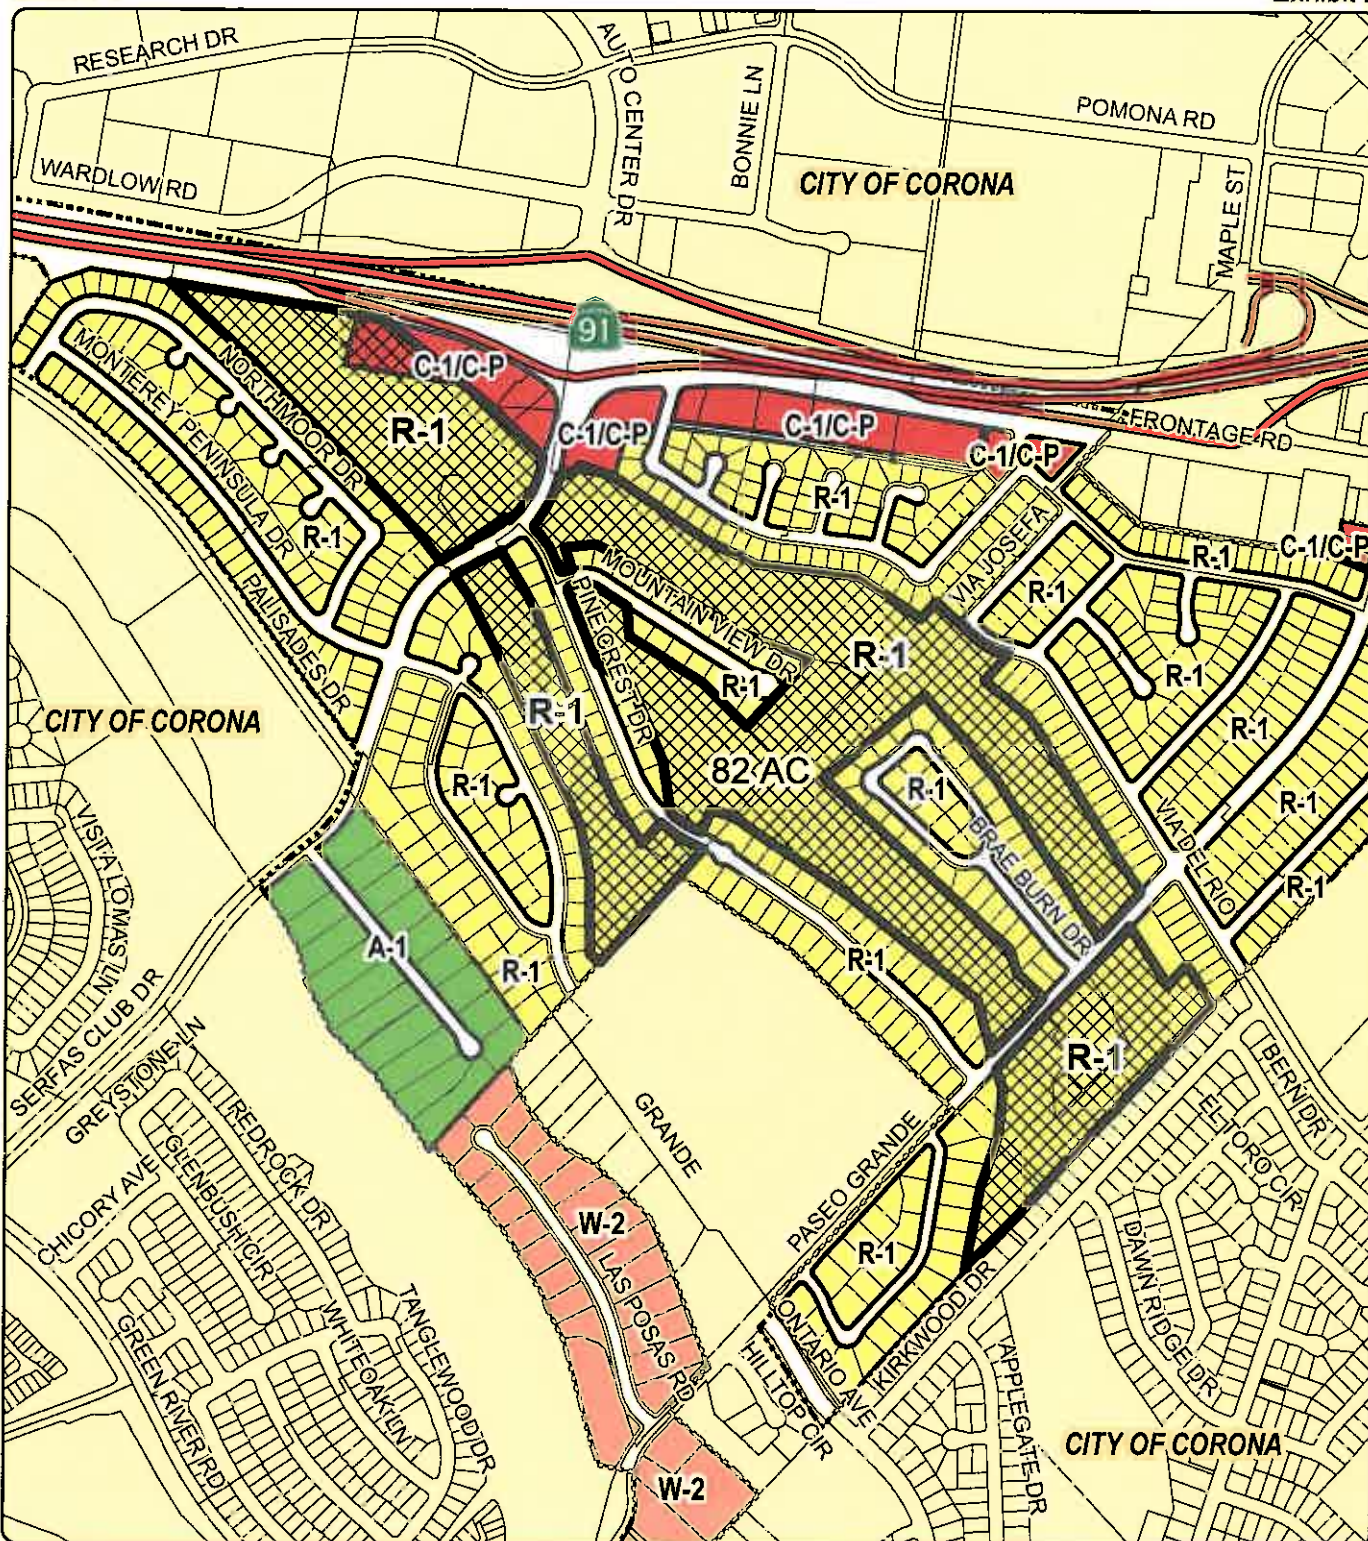 RESEARCH DR
AUTO CENTER DR
BONNIE LN
POMONA RD
WARDLOW RD
CITY OF CORONA
MAPLE ST
91
C-1/C-P
NORTHMOOR DR
MONTEREY PENINSULA DR
R-1
C-1/C-P
C-1/C-P
FRONTAGE RD
C-1/C-P
R-1
R-1
VIA JOSEFA
R-1
C-1/C-P
MOUNTAIN VIEW DR
PINECREST DR
R-1
R-1
R-1
R-1
PALISADES DR
CITY OF CORONA
R-1
R-1
82 AC
R-1
R-1
R-1
BRAE BURN DR
VIA DEL RIO
R-1
VISTA LOMAS LN
A-1
R-1
R-1
SERFAS CLUB DR
GREYSTONE LN
R-1
BERN DR
GRANDE
EL TORO CIR
REDROCK DR
GLENBUSH CIR
CHICORY AVE
PASEO GRANDE
W-2
R-1
DAWN RIDGE DR
LAS POSAS RD
TANGLEWOOD DR
WHITEOAK LN
GREEN RIVER RD
ONTARIO AVE
KIRKWOOD DR
HILLTOP CIR
APPLEGATE DR
CITY OF CORONA
W-2